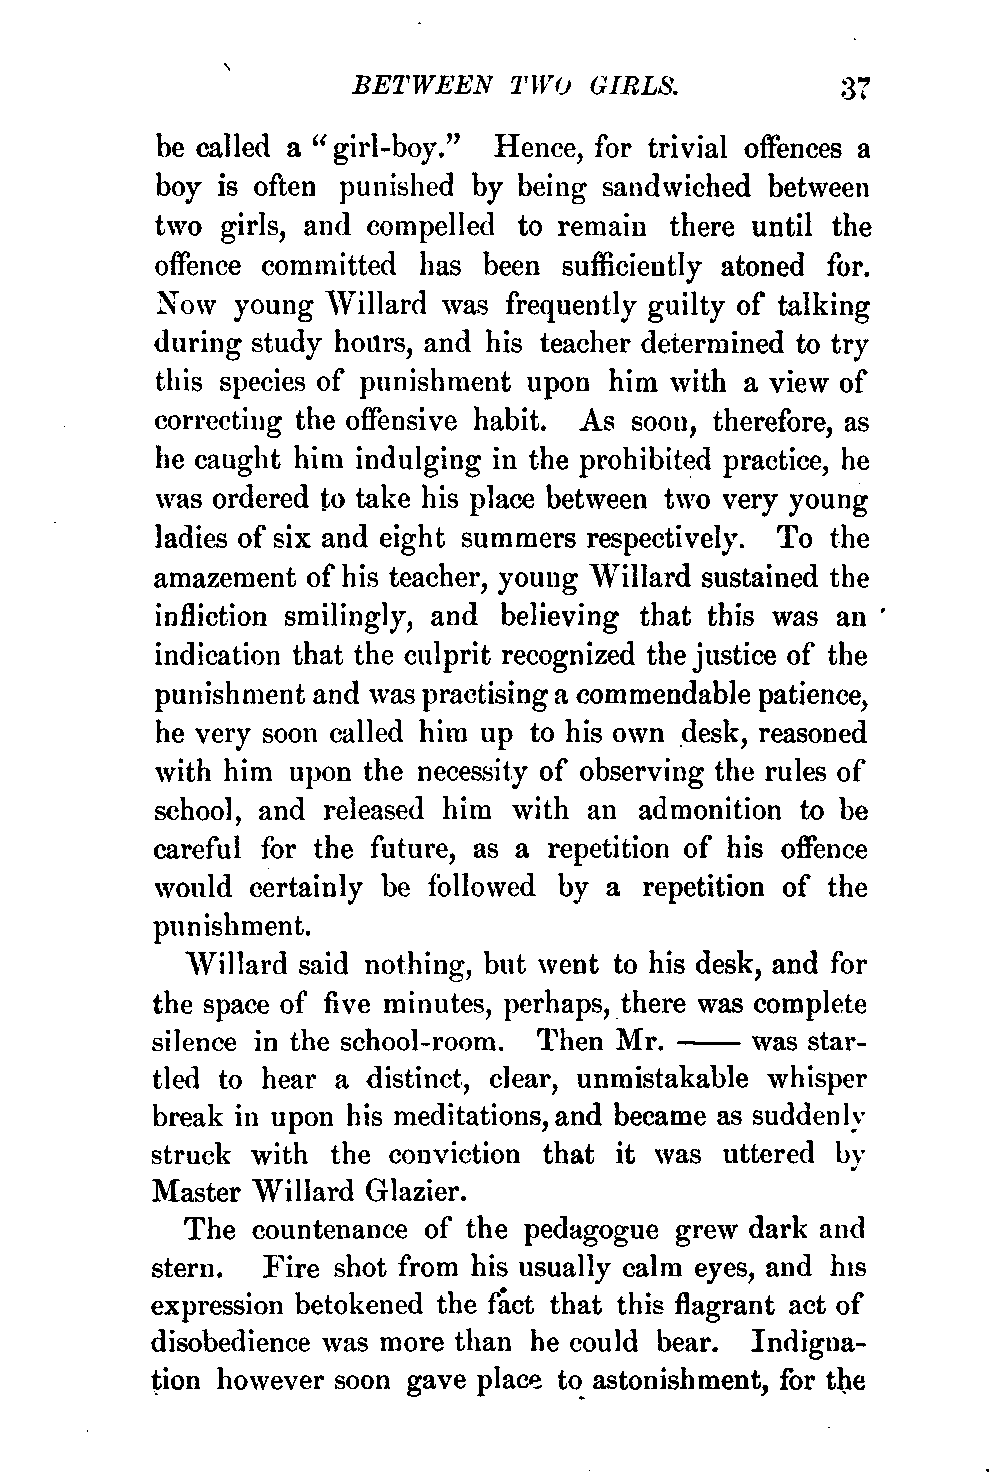 BETWEEN TWO GIRLS. 37
be called a "girl-boy." Hence, for trivial offences a
boy is often punished by being sandwiched between
two girls, and compelled to remain there until the
offence committed has been sufficiently atoned for.
Now young Willard was frequently guilty of talking
during study hours, and his teacher determined to try
this species of punishment upon him with a view of
correcting the offensive habit. As soon, therefore, as
he caught him indulging in the prohibited practice, he
was ordered to take his place between two very young
ladies of six and eight summers respectively. To the
amazement of his teacher, young Willard sustained the
infliction smilingly, and believing that this was an
indication that the culprit recognized the justice of the
punishment and was practising a commendable patience,
he very soon called him up to his own desk, reasoned
with him upon the necessity of observing the rules of
school, and released him with an admonition to be
careful for the future, as a repetition of his offence
would certainly be followed by a repetition of the
punishment.
Willard said nothing, but went to his desk, and for
the space of five minutes, perhaps, there was complete
silence in the school-room. Then Mr. —— was star-
tled to hear a distinct, clear, unmistakable whisper
break in upon his meditations, and became as suddenly
struck with the conviction that it was uttered by
Master Willard Glazier.
The countenance of the pedagogue grew dark and
stern. Fire shot from his usually calm eyes, and his
expression betokened the fact that this flagrant act of
disobedience was more than he could bear. Indigna-
tion however soon gave place to astonishment, for the